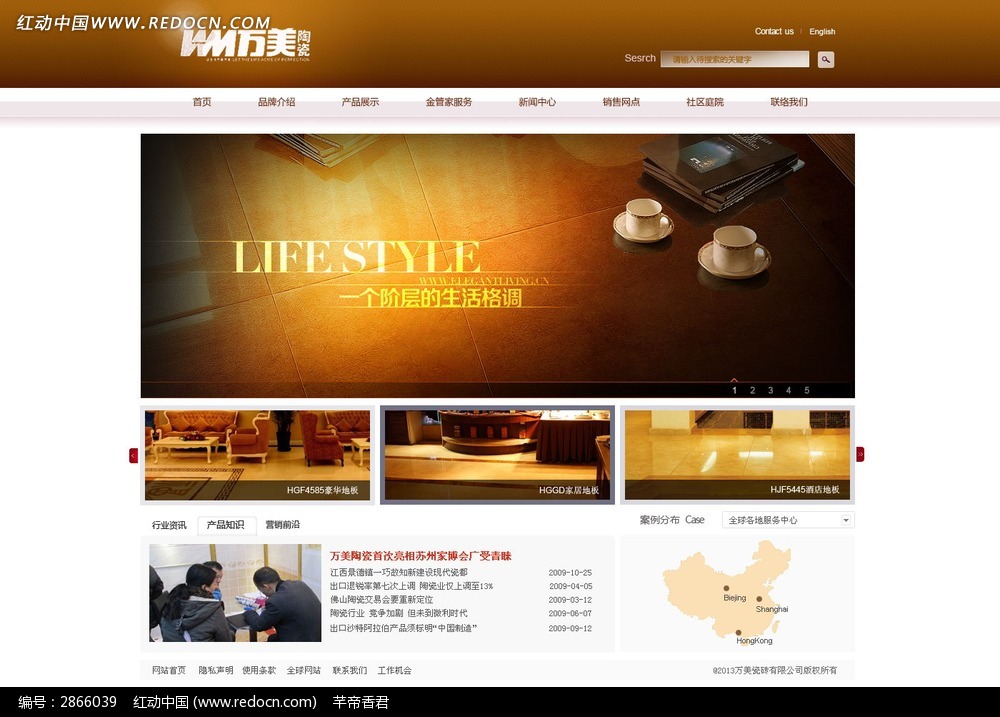 红动中国WWW.REDOCN.COM
WM万美陶瓷
LET THE LIFE ACME OF PERFECTION
Contact us | English
Sesrch 请输入待搜索的关键字
首页 品牌介绍 产品展示 金管家服务 新闻中心 销售网点 社区庭院 联络我们
LIFE STYLE
WWW.ELEGANTLIVING.CN
一个阶层的生活格调
1 2 3 4 5
HGF4585豪华地板 HGGD家居地板 HJF5445酒店地板
行业资讯 产品知识 营销前沿 案例分布 Case 全球各地服务中心
万美陶瓷首次亮相苏州家博会广受青睐
江西景德镇一巧故知新建设现代瓷都 2009-10-25
出口退锐率第七次上调 陶瓷业仅上调至13% 2009-04-05
佛山陶瓷交易会要重新定位 2009-03-12
陶瓷行业 竞争加剧 但未到微利时代 2009-06-07
出口沙特阿拉伯产品须标明“中国制造” 2009-09-12
Biejing
Shanghai
HongKong
网站首页 隐私声明 使用条款 全球网站 联系我们 工作机会 ©2013万美瓷砖有限公司版权所有
编号：2866039 红动中国 (www.redocn.com) 芊帝香君